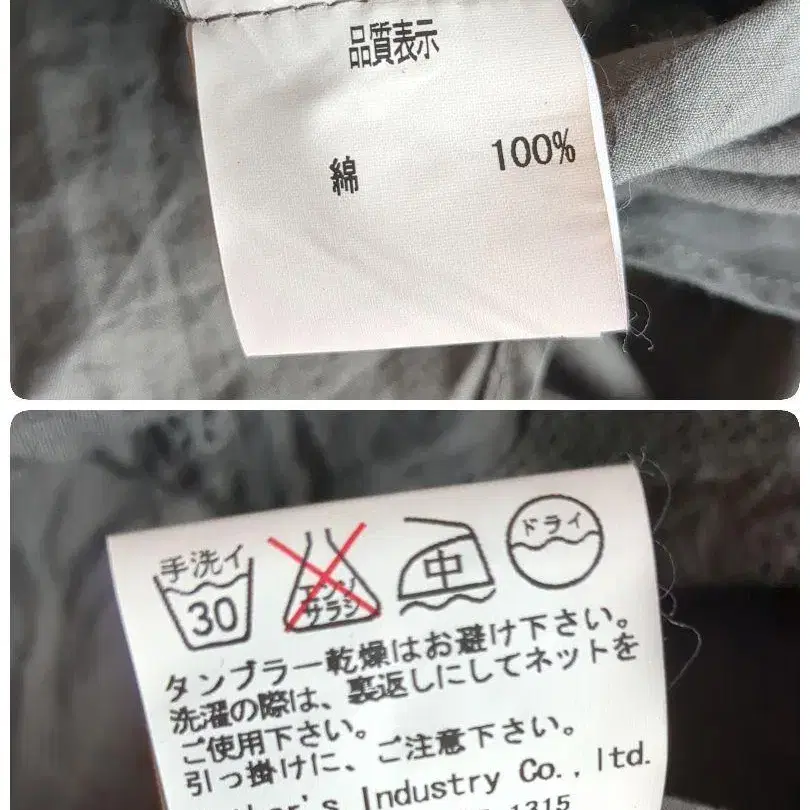 品質表示
綿 100%
手洗イ
30
エンソ
サラシ
中
ドライ
タンブラー乾燥はお避け下さい。
洗濯の際は、裏返しにしてネットを
ご使用下さい。
引っ掛けに、ご注意下さい。
Industry Co., ltd.
1315